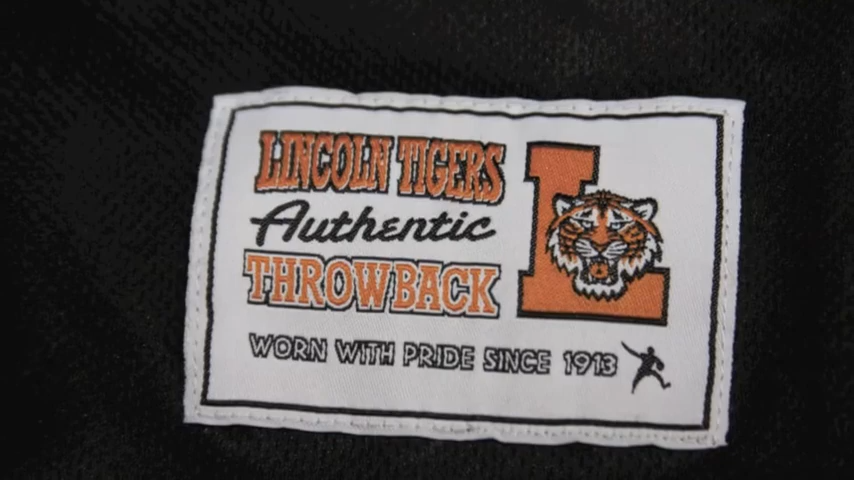 LINCOLN TIGERS
Authentic
THROWBACK
WORN WITH PRIDE SINCE 1913
L